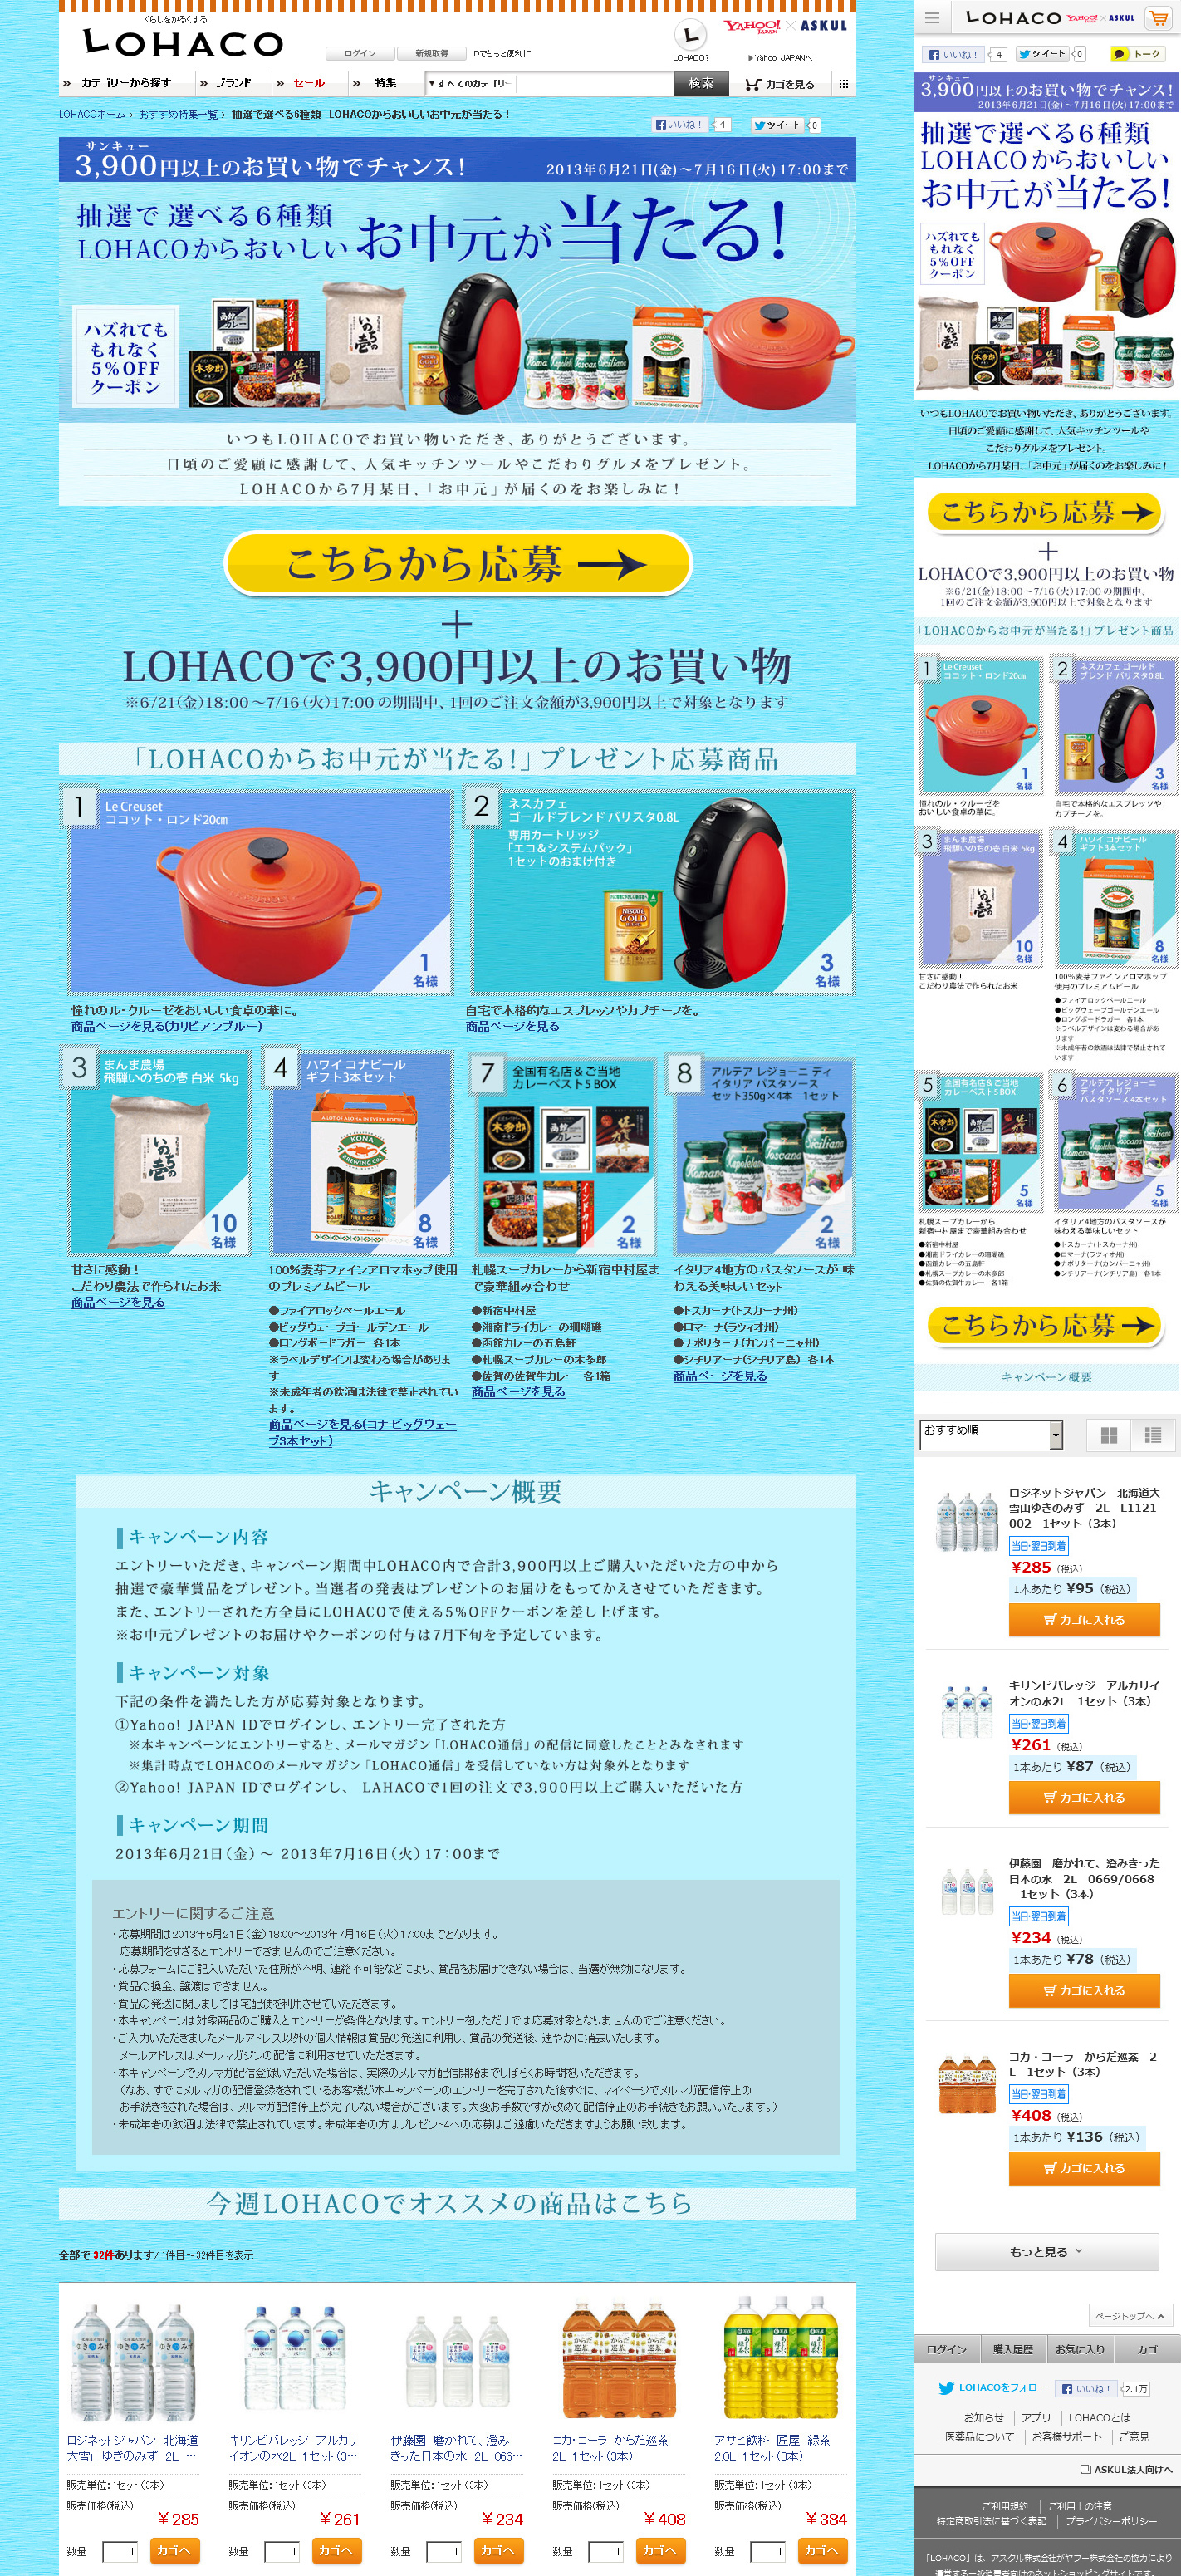 くらしをかるくする
LOHACO
ログイン
新規取得
IDでもっと便利に
LOHACO?
YAHOO! JAPAN × ASKUL
▶Yahoo! JAPANへ
カテゴリーから探す
ブランド
セール
特集
▼すべてのカテゴリー
検索
カゴを見る
LOHACOホーム > おすすめ特集一覧 > 抽選で選べる6種類 LOHACOからおいしいお中元が当たる!
いいね! 4
ツイート 0
サンキュー
3,900円以上のお買い物でチャンス!
2013年6月21日(金)~7月16日(火)17:00まで
抽選で選べる6種類
LOHACOからおいしい お中元が当たる!
ハズれても
もれなく
5%OFF
クーポン
いつもLOHACOでお買い物いただき、ありがとうございます。
日頃のご愛顧に感謝して、人気キッチンツールやこだわりグルメをプレゼント。
LOHACOから7月某日、「お中元」が届くのをお楽しみに!
こちらから応募
+
LOHACOで3,900円以上のお買い物
※6/21(金)18:00~7/16(火)17:00の期間中、1回のご注文金額が3,900円以上で対象となります
「LOHACOからお中元が当たる!」プレゼント応募商品
1
Le Creuset
ココット・ロンド20cm
1名様
憧れのル・クルーゼをおいしい食卓の華に。
商品ページを見る(カリビアンブルー)
2
ネスカフェ
ゴールドブレンド バリスタ0.8L
専用カートリッジ
「エコ&システムパック」
1セットのおまけ付き
3名様
自宅で本格的なエスプレッソやカプチーノを。
商品ページを見る
3
まんま農場
飛騨いのちの壱 白米 5kg
10名様
甘さに感動!
こだわり農法で作られたお米
商品ページを見る
4
ハワイ コナビール
ギフト3本セット
8名様
100%麦芽ファインアロマホップ使用
のプレミアムビール
●ファイアロックペールエール
●ビッグウェーブゴールデンエール
●ロングボードラガー 各1本
※ラベルデザインは変わる場合がありま
す
※未成年者の飲酒は法律で禁止されてい
ます。
商品ページを見る(コナ ビッグウェー
ブ3本セット)
7
全国有名店&ご当地
カレーベスト5 BOX
2名様
札幌スープカレーから新宿中村屋ま
で豪華組み合わせ
●新宿中村屋
●湘南ドライカレーの珊瑚礁
●函館カレーの五島軒
●札幌スープカレーの木多郎
●佐賀の佐賀牛カレー 各1箱
商品ページを見る
8
アルテア レジョーニ ディ
イタリア パスタソース
セット350g×4本 1セット
2名様
イタリア4地方のパスタソースが 味
わえる美味しいセット
●トスカーナ(トスカーナ州)
●ロマーナ(ラツィオ州)
●ナポリターナ(カンパーニャ州)
●シチリアーナ(シチリア島) 各1本
商品ページを見る
キャンペーン概要
キャンペーン内容
エントリーいただき、キャンペーン期間中LOHACO内で合計3,900円以上ご購入いただいた方の中から
抽選で豪華賞品をプレゼント。当選者の発表はプレゼントのお届けをもってかえさせていただきます。
また、エントリーされた方全員にLOHACOで使える5%OFFクーポンを差し上げます。
※お中元プレゼントのお届けやクーポンの付与は7月下旬を予定しています。
キャンペーン対象
下記の条件を満たした方が応募対象となります。
①Yahoo! JAPAN IDでログインし、エントリー完了された方
※本キャンペーンにエントリーすると、メールマガジン「LOHACO通信」の配信に同意したこととみなされます
※集計時点でLOHACOのメールマガジン「LOHACO通信」を受信していない方は対象外となります
②Yahoo! JAPAN IDでログインし、 LAHACOで1回の注文で3,900円以上ご購入いただいた方
キャンペーン期間
2013年6月21日(金)~ 2013年7月16日(火)17:00まで
エントリーに関するご注意
・応募期間は2013年6月21日(金)18:00~2013年7月16日(火)17:00までとなります。
応募期間をすぎるとエントリーできませんのでご注意ください。
・応募フォームにご記入いただいた住所が不明、連絡不可能などにより、賞品をお届けできない場合は、当選が無効になります。
・賞品の換金、譲渡はできません。
・賞品の発送に関しましては宅配便を利用させていただきます。
・本キャンペーンは対象商品のご購入とエントリーが条件となります。エントリーをしただけでは応募対象となりませんのでご注意ください。
・ご入力いただきましたメールアドレス以外の個人情報は賞品の発送に利用し、賞品の発送後、速やかに消去いたします。
メールアドレスはメールマガジンの配信に利用させていただきます。
・本キャンペーンでメルマガ配信登録いただいた場合は、実際のメルマガ配信開始までしばらくお時間をいただきます。
(なお、すでにメルマガの配信登録をされているお客様が本キャンペーンのエントリーを完了された後すぐに、マイページでメルマガ配信停止の
お手続きをされた場合は、メルマガ配信停止が完了しない場合がございます。大変お手数ですが改めて配信停止のお手続きをお願いいたします。)
・未成年者の飲酒は法律で禁止されています。未成年者の方はプレゼント4への応募はご遠慮いただきますようお願い致します。
今週LOHACOでオススメの商品はこちら
全部で 32件あります / 1件目~32件目を表示
ロジネットジャパン 北海道
大雪山ゆきのみず 2L …
販売単位:1セット(3本)
販売価格(税込)
¥285
数量 1 カゴへ
キリンビバレッジ アルカリ
イオンの水2L 1セット(3…
販売単位:1セット(3本)
販売価格(税込)
¥261
数量 1 カゴへ
伊藤園 磨かれて、澄み
きった日本の水 2L 066…
販売単位:1セット(3本)
販売価格(税込)
¥234
数量 1 カゴへ
コカ・コーラ からだ巡茶
2L 1セット(3本)
販売単位:1セット(3本)
販売価格(税込)
¥408
数量 1 カゴへ
アサヒ飲料 匠屋 緑茶
2.0L 1セット(3本)
販売単位:1セット(3本)
販売価格(税込)
¥384
数量 1 カゴへ
LOHACO YAHOO! JAPAN × ASKUL
いいね! 4
ツイート 0
トーク
サンキュー
3,900円以上のお買い物でチャンス!
2013年6月21日(金)~7月16日(火)17:00まで
抽選で選べる6種類
LOHACOからおいしい
お中元が当たる!
ハズれても
もれなく
5%OFF
クーポン
いつもLOHACOでお買い物いただき、ありがとうございます。
日頃のご愛顧に感謝して、人気キッチンツールや
こだわりグルメをプレゼント。
LOHACOから7月某日、「お中元」が届くのをお楽しみに!
こちらから応募
+
LOHACOで3,900円以上のお買い物
※6/21(金)18:00~7/16(火)17:00の期間中、
1回のご注文金額が3,900円以上で対象となります
「LOHACOからお中元が当たる!」プレゼント商品
1
Le Creuset
ココット・ロンド20cm
1名様
憧れのル・クルーゼを
おいしい食卓の華に。
2
ネスカフェ ゴールド
ブレンド バリスタ0.8L
3名様
自宅で本格的なエスプレッソや
カプチーノを。
3
まんま農場
飛騨いのちの壱 白米 5kg
10名様
甘さに感動!
こだわり農法で作られたお米
4
ハワイ コナビール
ギフト3本セット
8名様
100%麦芽ファインアロマホップ
使用のプレミアムビール
●ファイアロックペールエール
●ビッグウェーブゴールデンエール
●ロングボードラガー 各1本
※ラベルデザインは変わる場合があ
ります
※未成年者の飲酒は法律で禁止されて
います
5
全国有名店&ご当地
カレーベスト5 BOX
5名様
札幌スープカレーから
新宿中村屋まで豪華組み合わせ
●新宿中村屋
●湘南ドライカレーの珊瑚礁
●函館カレーの五島軒
●札幌スープカレーの木多郎
●佐賀の佐賀牛カレー 各1箱
6
アルテア レジョーニ
ディ イタリア
パスタソース4本セット
5名様
イタリア4地方のパスタソースが
味わえる美味しいセット
●トスカーナ(トスカーナ州)
●ロマーナ(ラツィオ州)
●ナポリターナ(カンパーニャ州)
●シチリアーナ(シチリア島) 各1本
こちらから応募
キャンペーン概要
おすすめ順
ロジネットジャパン 北海道大
雪山ゆきのみず 2L L1121
002 1セット(3本)
当日・翌日到着
¥285(税込)
1本あたり ¥95(税込)
カゴに入れる
キリンビバレッジ アルカリイ
オンの水2L 1セット(3本)
当日・翌日到着
¥261(税込)
1本あたり ¥87(税込)
カゴに入れる
伊藤園 磨かれて、澄みきった
日本の水 2L 0669/0668
1セット(3本)
当日・翌日到着
¥234(税込)
1本あたり ¥78(税込)
カゴに入れる
コカ・コーラ からだ巡茶 2
L 1セット(3本)
当日・翌日到着
¥408(税込)
1本あたり ¥136(税込)
カゴに入れる
もっと見る
ページトップへ
ログイン
購入履歴
お気に入り
カゴ
LOHACOをフォロー
いいね! 2.1万
お知らせ
アプリ
LOHACOとは
医薬品について
お客様サポート
ご意見
ASKUL法人向けへ
ご利用規約
ご利用上の注意
特定商取引法に基づく表記
プライバシーポリシー
「LOHACO」は、アスクル株式会社がヤフー株式会社の協力により
運営する一般消費者向けのネットショッピングサイトです。